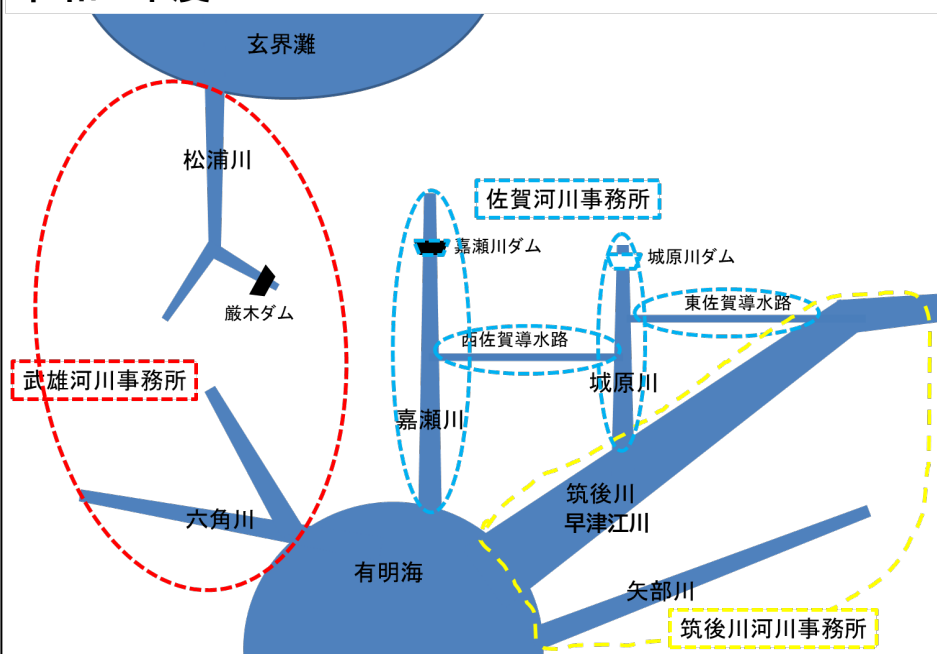 玄界灘
松浦川
佐賀河川事務所
嘉瀬川ダム
城原川ダム
厳木ダム
東佐賀導水路
西佐賀導水路
武雄河川事務所
城原川
嘉瀬川
筑後川
早津江川
六角川
有明海
矢部川
筑後川河川事務所